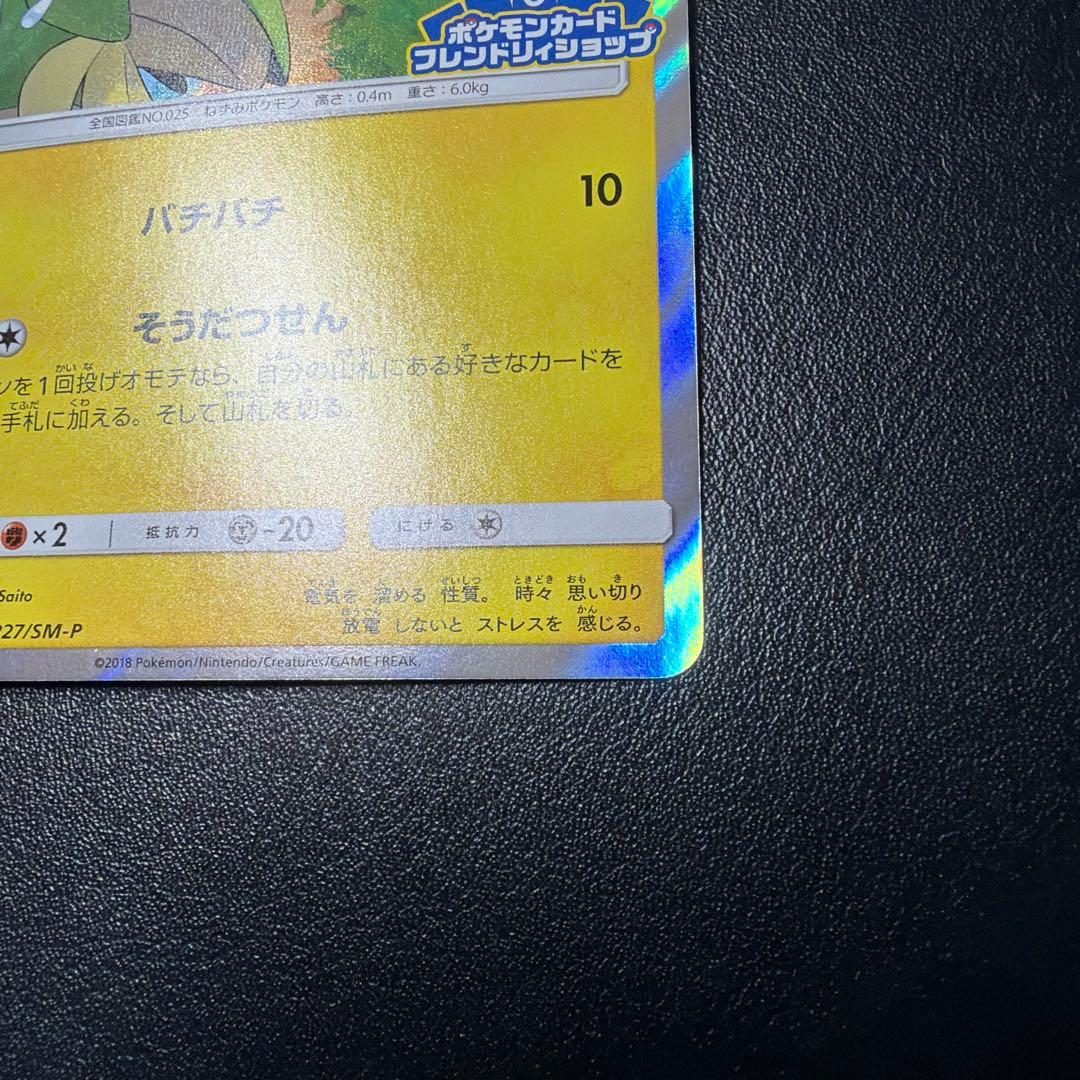 ポケモンカード
フレンドリィショップ
全国図鑑NO.025 ねずみポケモン 高さ:0.4m 重さ:6.0kg
バチバチ 10
そうだつせん
ンを1回投げオモテなら、自分の山札にある好きなカードを
手札に加える。そして山札を切る。
×2 抵抗力 -20 にげる
Saito
電気を 溜める 性質。 時々 思い切り
放電 しないと ストレスを 感じる。
227/SM-P
©2018 Pokémon/Nintendo/Creatures/GAME FREAK.